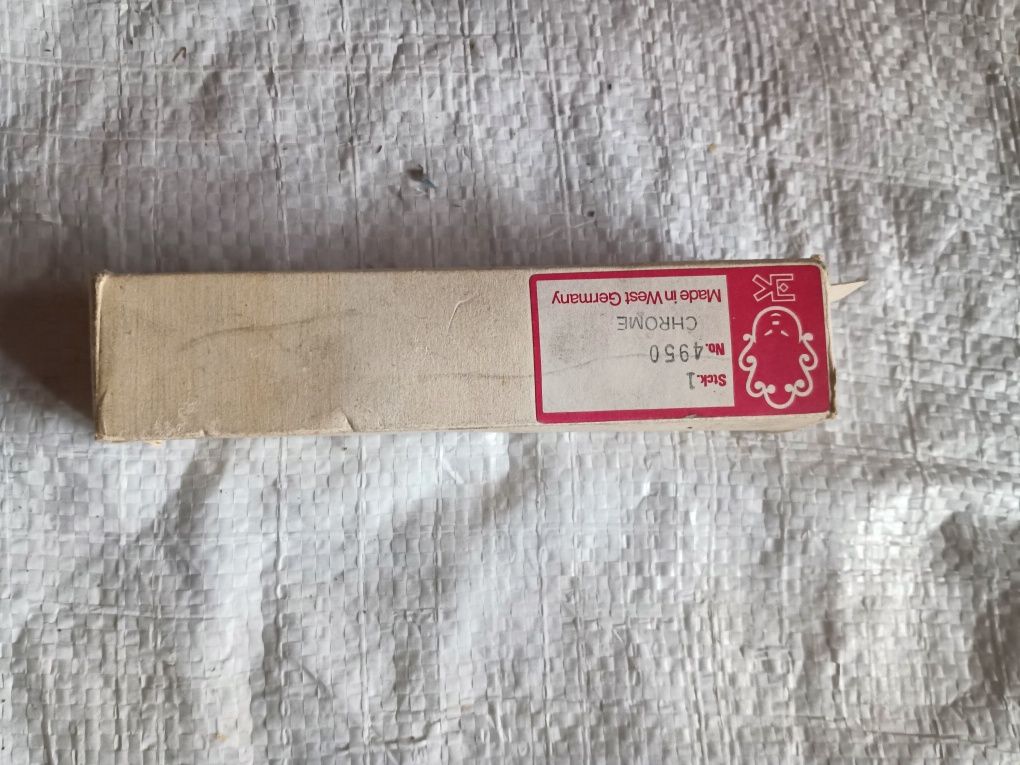 Stck. 1
No. 4950
CHROME
Made in West Germany